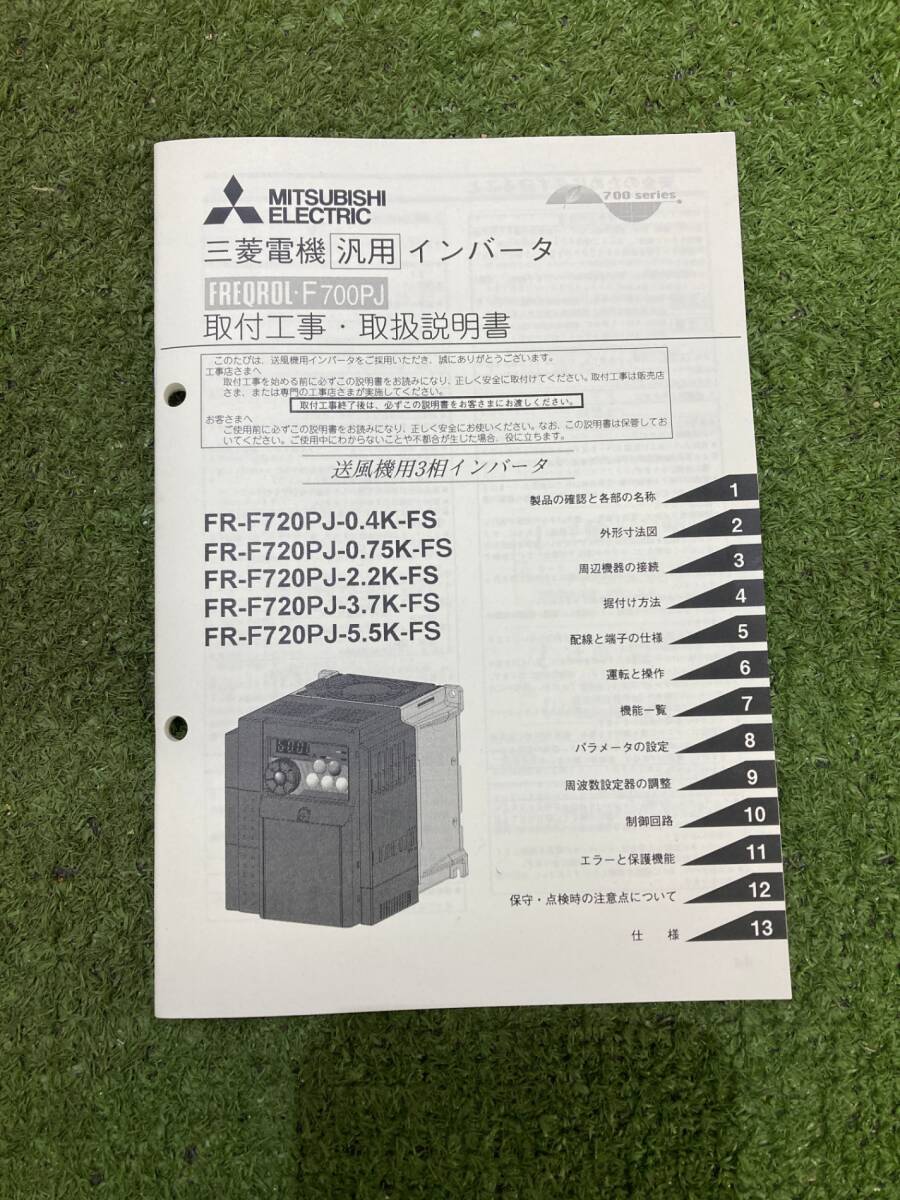 MITSUBISHI
ELECTRIC
700 series
三菱電機 汎用 インバータ
FREQROL-F700PJ
取付工事・取扱説明書
このたびは、送風機用インバータをご採用いただき、誠にありがとうございます。
工事店さまへ
取付工事を始める前に必ずこの説明書をお読みになり、正しく安全に取付けてください。取付工事は販売店
さま、または専門の工事店さまが実施してください。
取付工事終了後は、必ずこの説明書をお客さまにお渡しください。
お客さまへ
ご使用前に必ずこの説明書をお読みになり、正しく安全にお使いください。なお、この説明書は保管してお
いてください。ご使用中にわからないことや不都合が生じた場合、役に立ちます。
送風機用3相インバータ
FR-F720PJ-0.4K-FS
FR-F720PJ-0.75K-FS
FR-F720PJ-2.2K-FS
FR-F720PJ-3.7K-FS
FR-F720PJ-5.5K-FS
製品の確認と各部の名称 1
外形寸法図 2
周辺機器の接続 3
据付け方法 4
配線と端子の仕様 5
運転と操作 6
機能一覧 7
パラメータの設定 8
周波数設定器の調整 9
制御回路 10
エラーと保護機能 11
保守・点検時の注意点について 12
仕 様 13